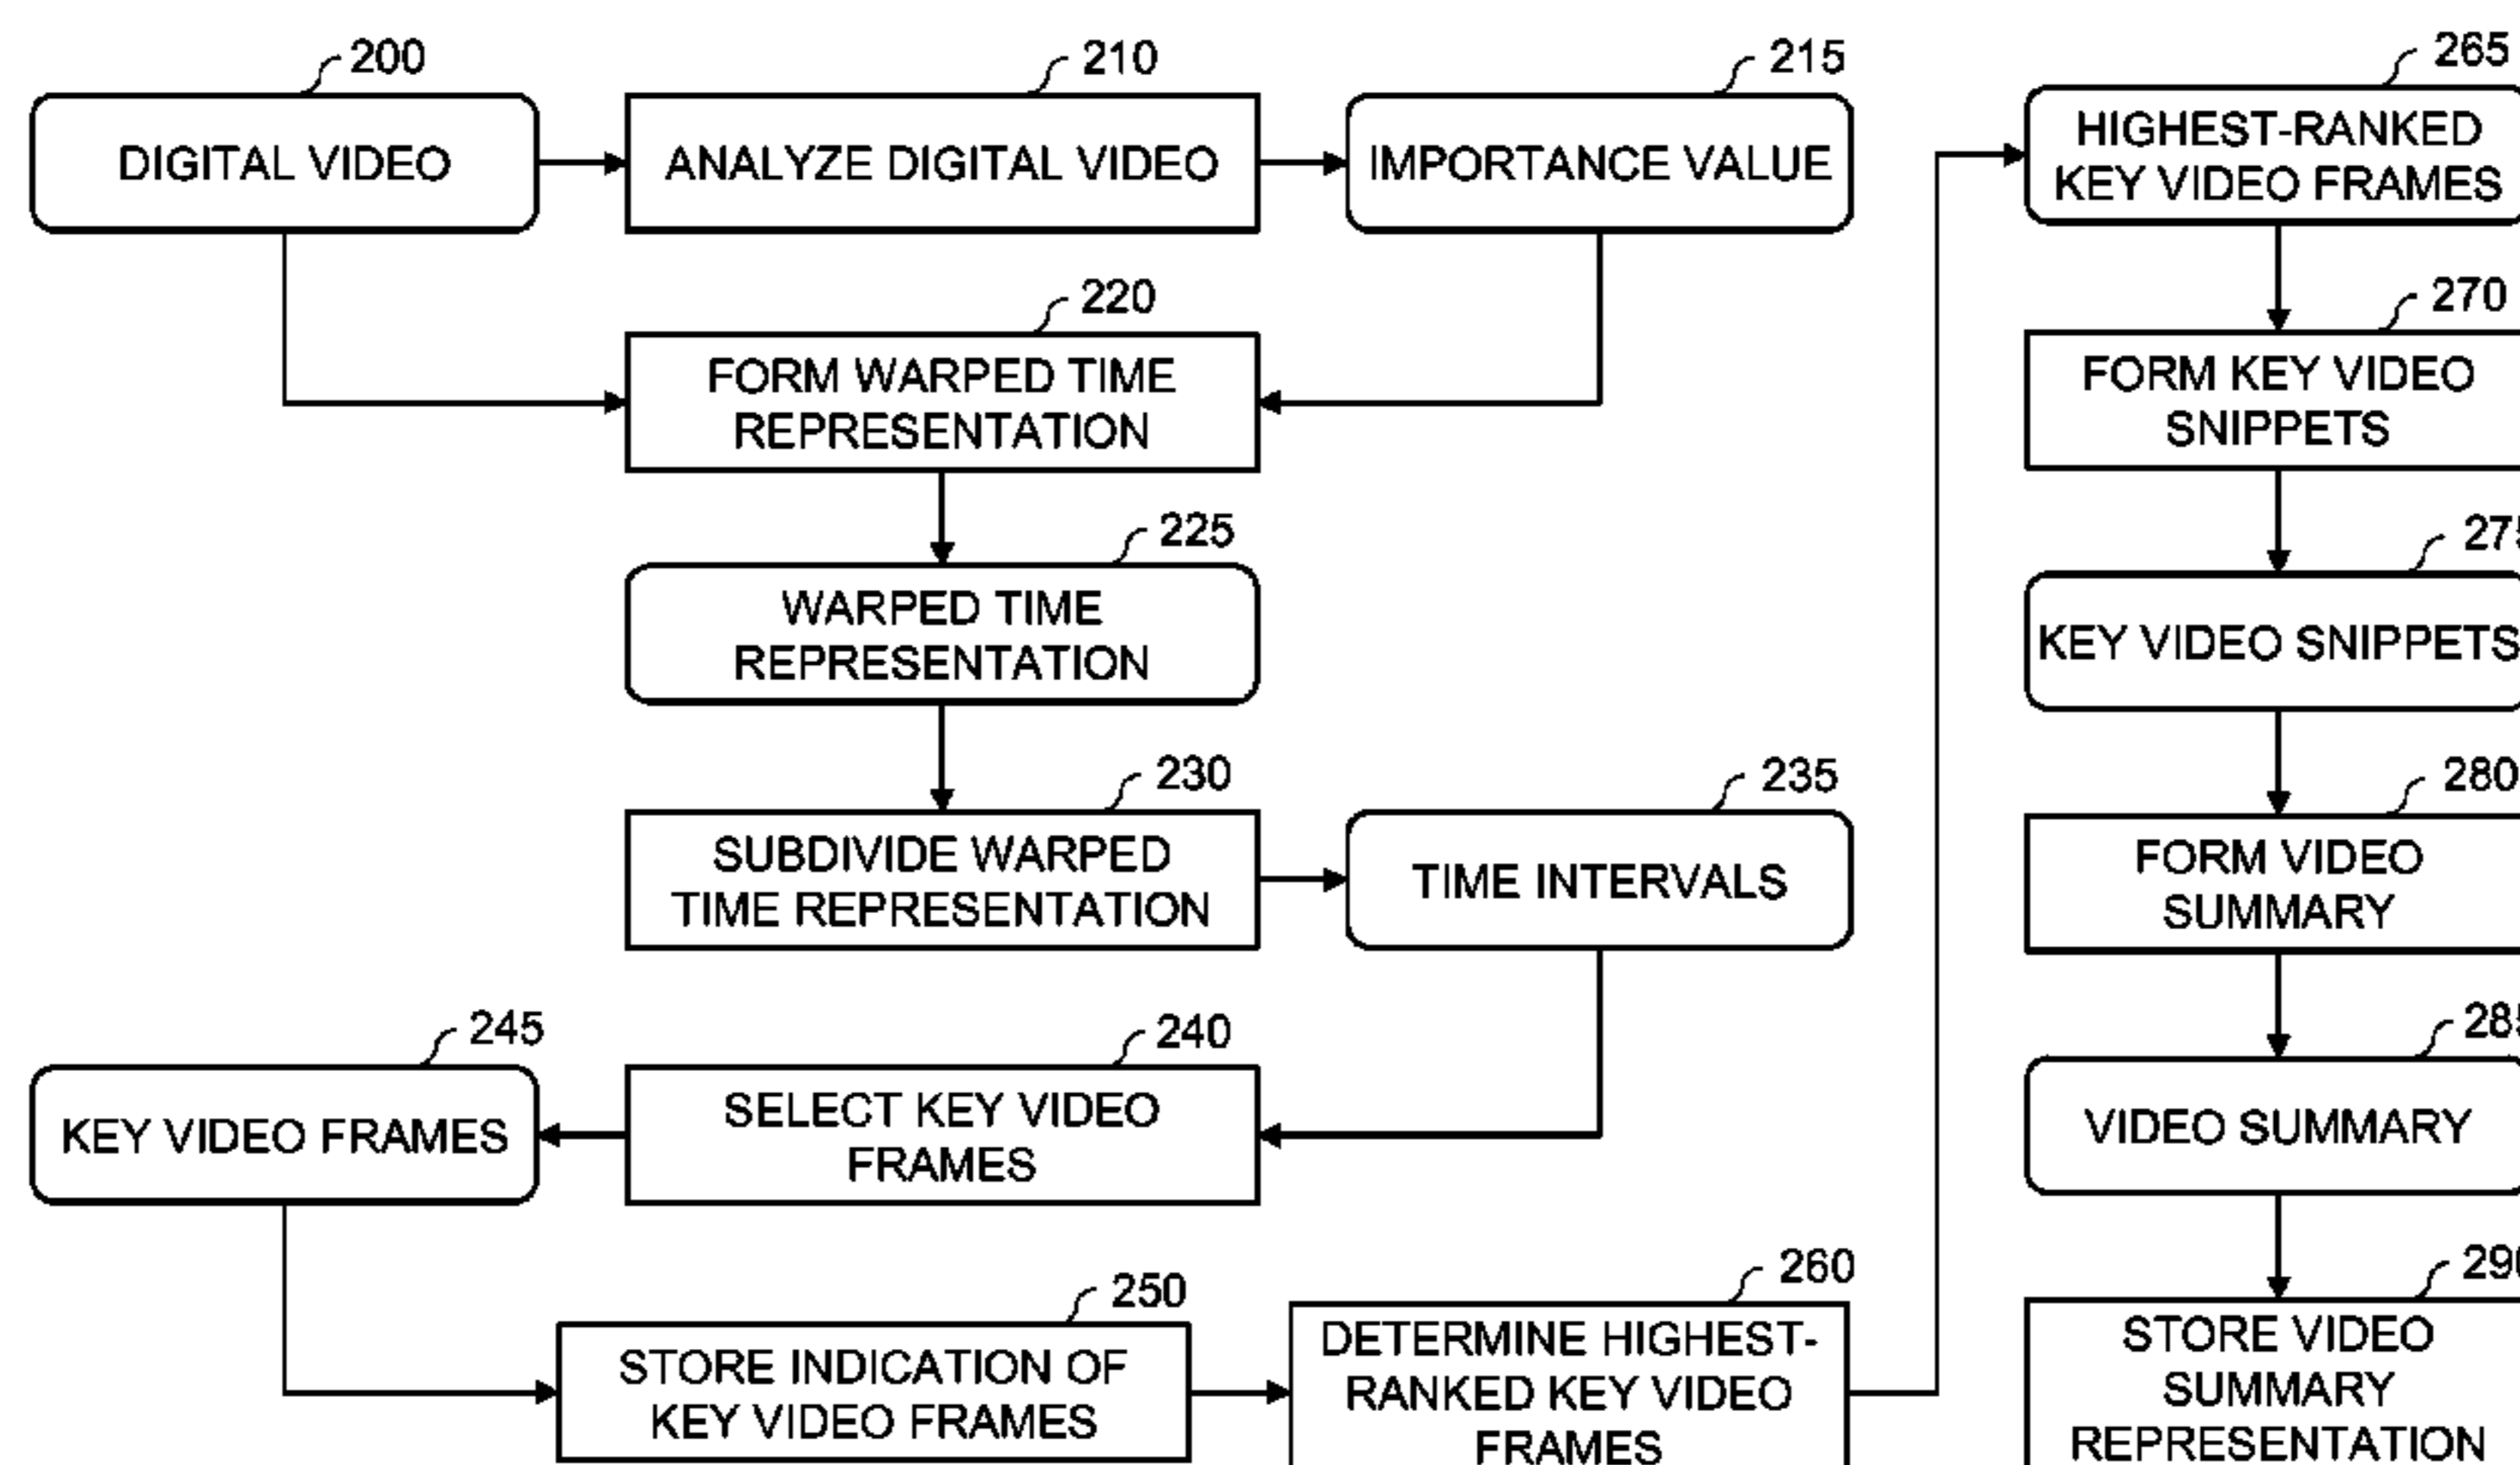 200
DIGITAL VIDEO
210
ANALYZE DIGITAL VIDEO
215
IMPORTANCE VALUE
220
FORM WARPED TIME
REPRESENTATION
225
WARPED TIME
REPRESENTATION
230
SUBDIVIDE WARPED
TIME REPRESENTATION
235
TIME INTERVALS
240
SELECT KEY VIDEO
FRAMES
245
KEY VIDEO FRAMES
250
STORE INDICATION OF
KEY VIDEO FRAMES
260
DETERMINE HIGHEST-
RANKED KEY VIDEO
FRAMES
265
HIGHEST-RANKED
KEY VIDEO FRAMES
270
FORM KEY VIDEO
SNIPPETS
275
KEY VIDEO SNIPPETS
280
FORM VIDEO
SUMMARY
285
VIDEO SUMMARY
290
STORE VIDEO
SUMMARY
REPRESENTATION